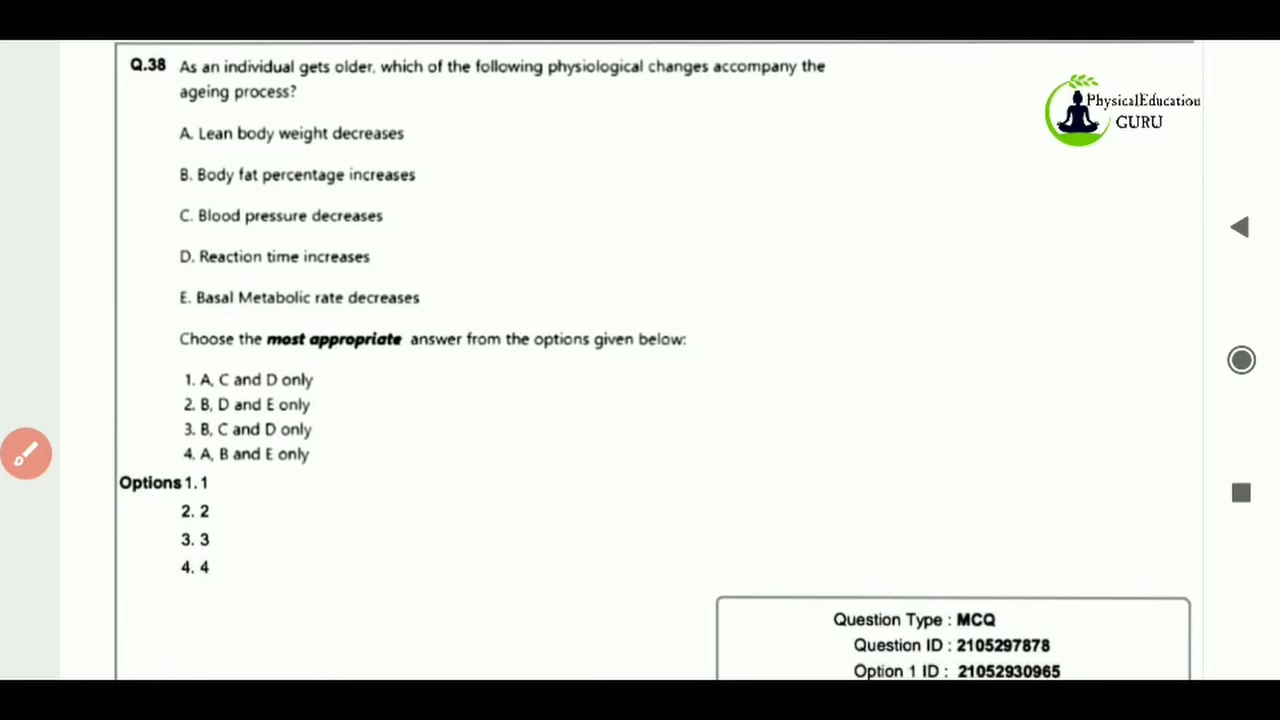 Q.38 As an individual gets older, which of the following physiological changes accompany the
ageing process?
PhysicalEducation
GURU
A. Lean body weight decreases
B. Body fat percentage increases
C. Blood pressure decreases
D. Reaction time increases
E. Basal Metabolic rate decreases
Choose the most appropriate answer from the options given below:
1. A, C and D only
2. B, D and E only
3. B, C and D only
4. A, B and E only
Options 1. 1
2. 2
3. 3
4. 4
Question Type : MCQ
Question ID : 2105297878
Option 1 ID : 21052930965